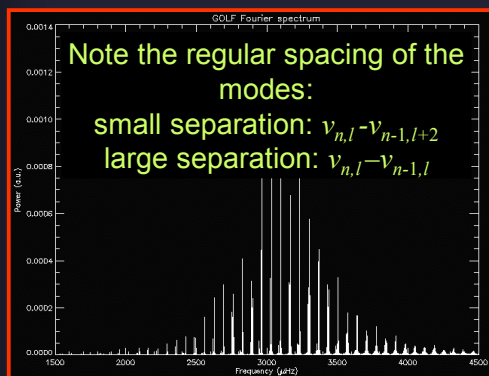 GOLF Fourier spectrum
Note the regular spacing of the
modes:
small separation: νn,l -νn-1,l+2
large separation: νn,l–νn-1,l
Power (a.u.)
0.0014
0.0012
0.0010
0.0008
0.0006
0.0004
0.0002
0.0000
1500 2000 2500 3000 3500 4000 4500
Frequency (μHz)